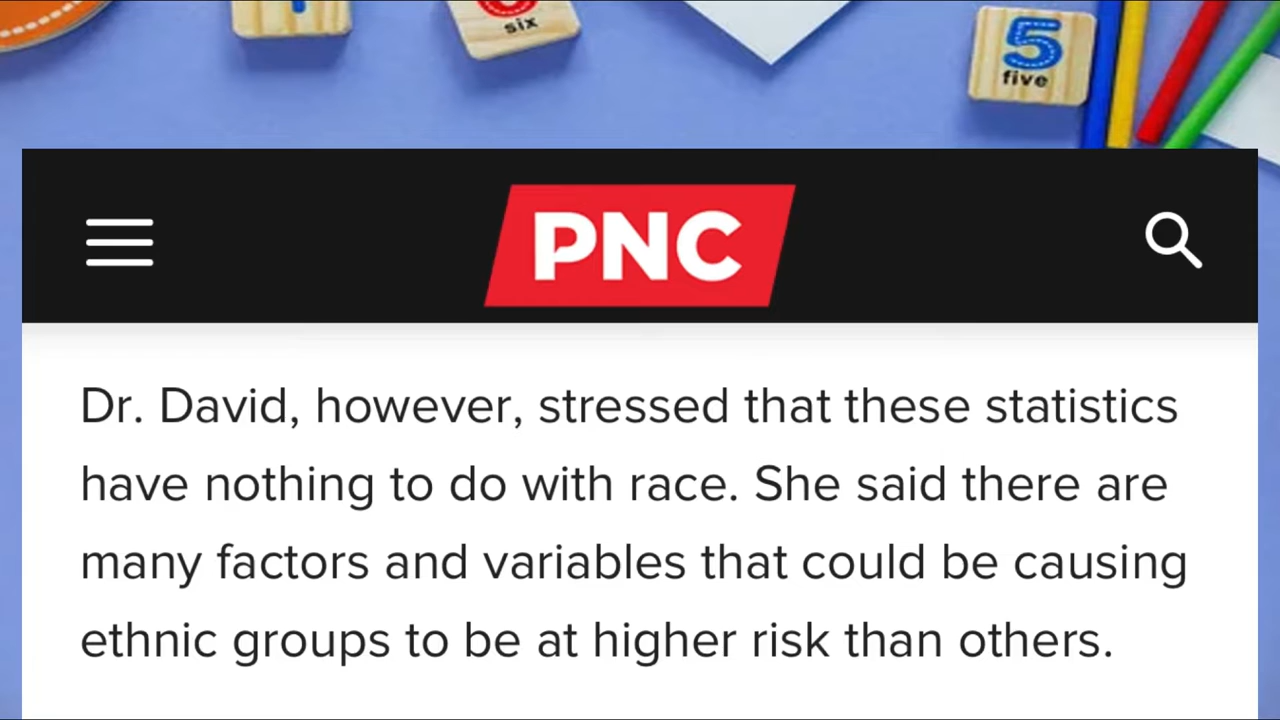 six
5
five
PNC
Dr. David, however, stressed that these statistics
have nothing to do with race. She said there are
many factors and variables that could be causing
ethnic groups to be at higher risk than others.